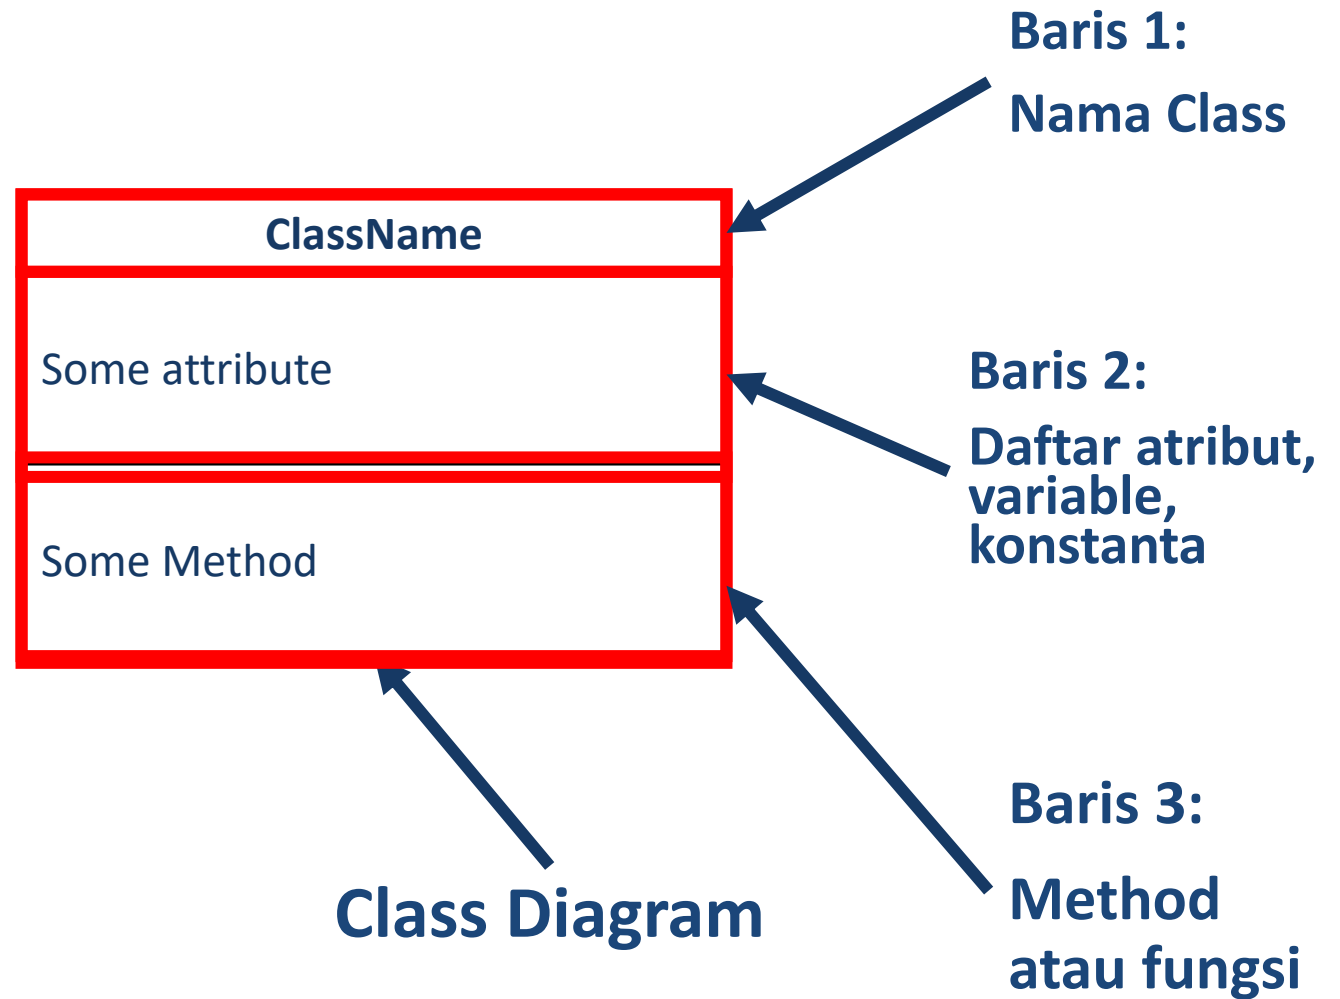 Baris 1:
Nama Class
ClassName
Some attribute
Baris 2:
Daftar atribut,
variable,
konstanta
Some Method
Baris 3:
Method
atau fungsi
Class Diagram